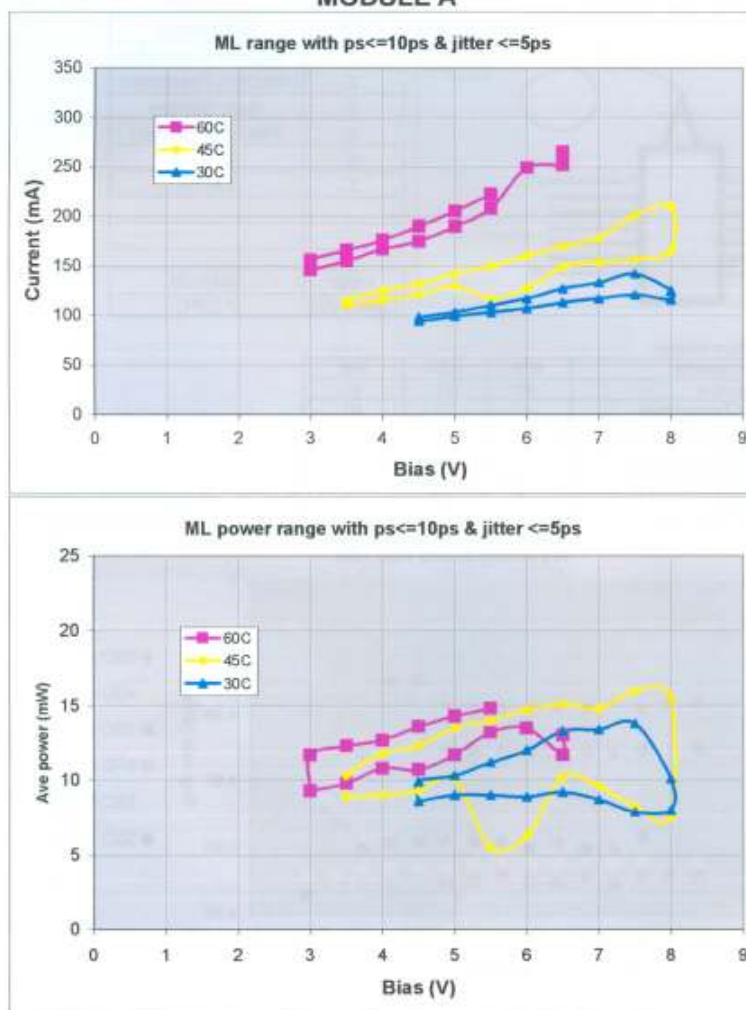 MODULE A
ML range with ps<=10ps & jitter <=5ps
350
300
250
200
150
100
50
0
Current (mA)
60C
45C
30C
0 1 2 3 4 5 6 7 8 9
Bias (V)
ML power range with ps<=10ps & jitter <=5ps
25
20
15
10
5
0
Ave power (mW)
60C
45C
30C
0 1 2 3 4 5 6 7 8 9
Bias (V)